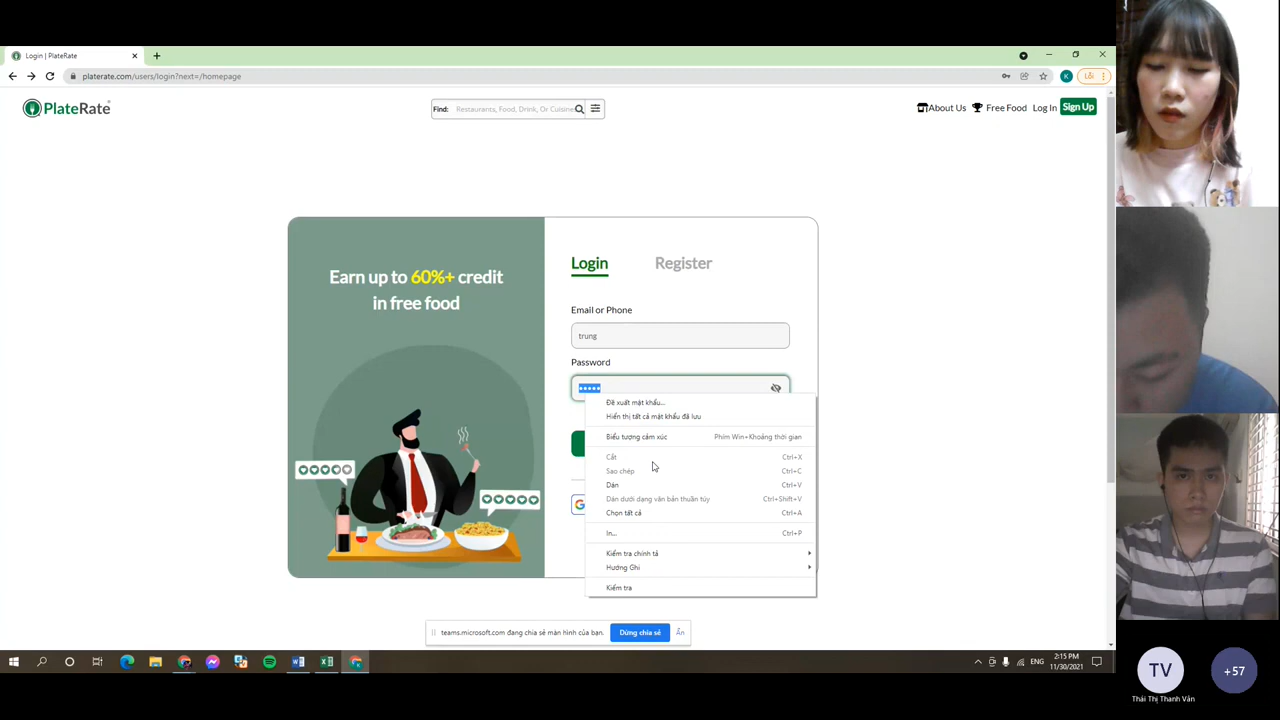 Login | PlateRate
platerate.com/users/login?next=/homepage
K
Lỗi
PlateRate
Find: Restaurants, Food, Drink, Or Cuisine
About Us
Free Food
Log In
Sign Up
Earn up to 60%+ credit
in free food
Login
Register
Email or Phone
trung
Password
Đề xuất mật khẩu...
Hiển thị tất cả mật khẩu đã lưu
Biểu tượng cảm xúc Phím Win+Khoảng thời gian
Cắt Ctrl+X
Sao chép Ctrl+C
Dán Ctrl+V
Dán dưới dạng văn bản thuần túy Ctrl+Shift+V
Chọn tất cả Ctrl+A
In... Ctrl+P
Kiểm tra chính tả
Hướng Ghi
Kiểm tra
G
teams.microsoft.com đang chia sẻ màn hình của bạn.
Dừng chia sẻ
Ẩn
ENG
2:15 PM
11/30/2021
TV
+57
Thái Thị Thanh Vân